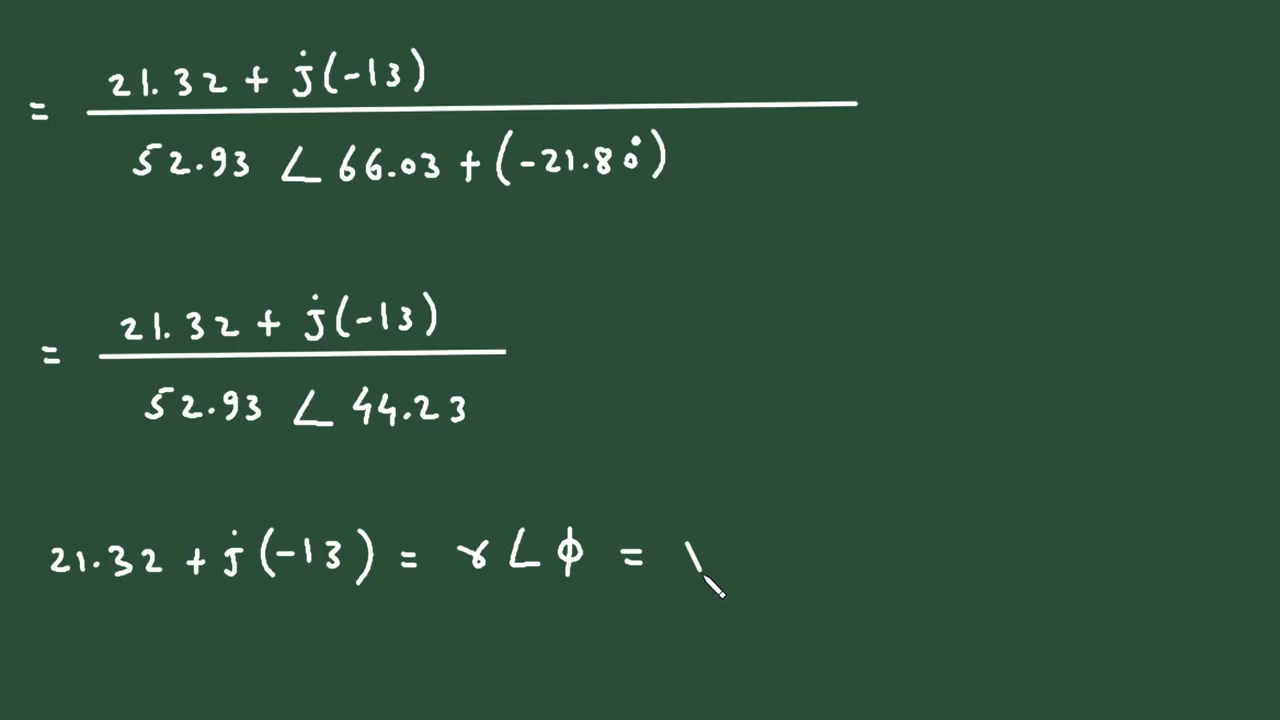 = 21.32 + j(-13)
52.93 ∠ 66.03 + (-21.80°)
= 21.32 + j(-13)
52.93 ∠ 44.23
21.32 + j(-13) = r ∠ ϕ = \